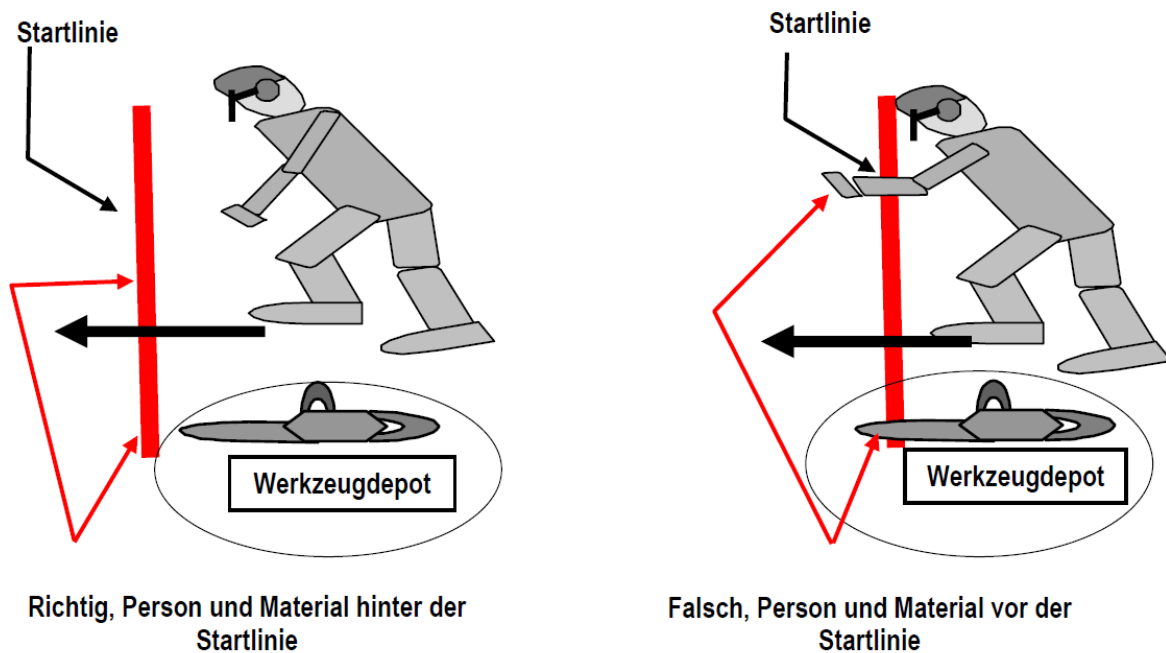 Startlinie
Werkzeugdepot
Richtig, Person und Material hinter der
Startlinie
Startlinie
Werkzeugdepot
Falsch, Person und Material vor der
Startlinie